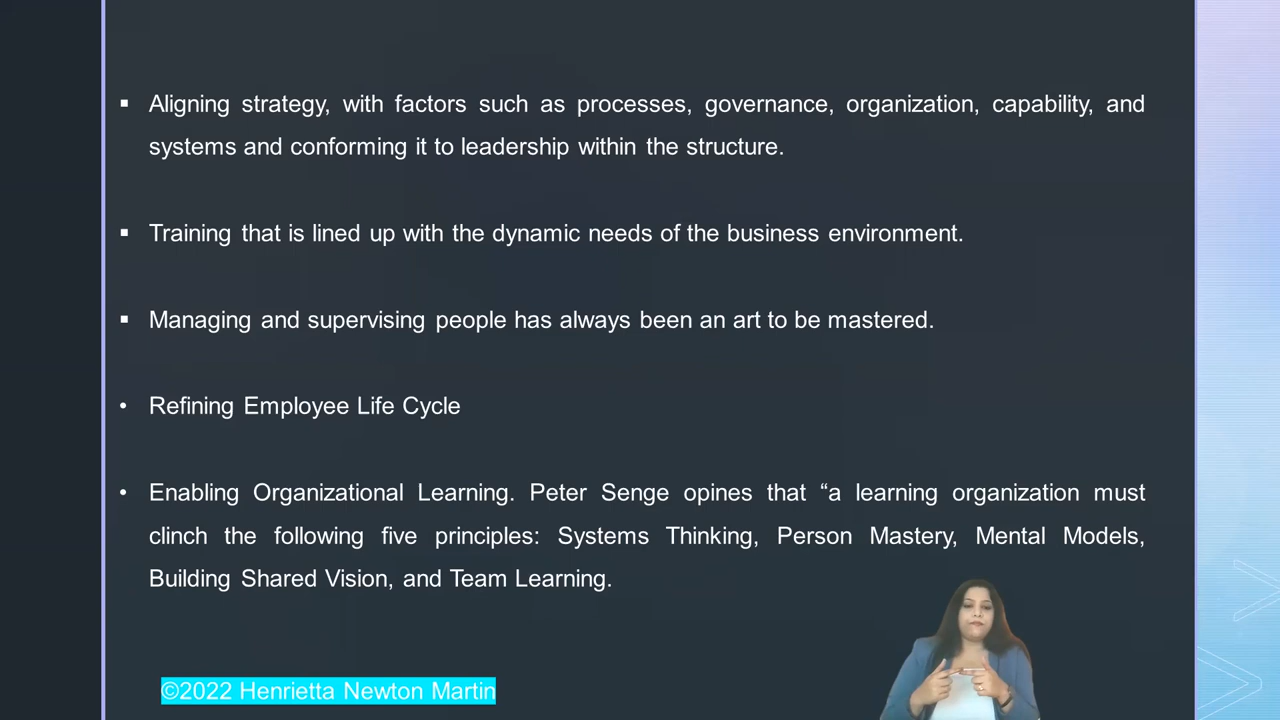 ▪ Aligning strategy, with factors such as processes, governance, organization, capability, and
systems and conforming it to leadership within the structure.
▪ Training that is lined up with the dynamic needs of the business environment.
▪ Managing and supervising people has always been an art to be mastered.
• Refining Employee Life Cycle
• Enabling Organizational Learning. Peter Senge opines that “a learning organization must
clinch the following five principles: Systems Thinking, Person Mastery, Mental Models,
Building Shared Vision, and Team Learning.
©2022 Henrietta Newton Martin